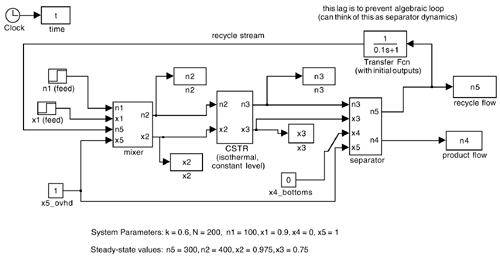 Clock
t
time
this lag is to prevent algebraic loop
(can think of this as separator dynamics)
recycle stream
1
0.1s+1
Transfer Fcn
(with initial outputs)
n1 (feed)
x1 (feed)
n1
x1
n5
x5
n2
x2
mixer
n2
n2
x2
x2
n2
x2
n3
x3
CSTR
(isothermal,
constant level)
n3
n3
x3
x3
0
x4_bottoms
1
x5_ovhd
n3
x3
x4
x5
n5
n4
separator
n5
recycle flow
n4
product flow
System Parameters: k = 0.6, N = 200, n1 = 100, x1 = 0.9, x4 = 0, x5 = 1
Steady-state values: n5 = 300, n2 = 400, x2 = 0.975, x3 = 0.75